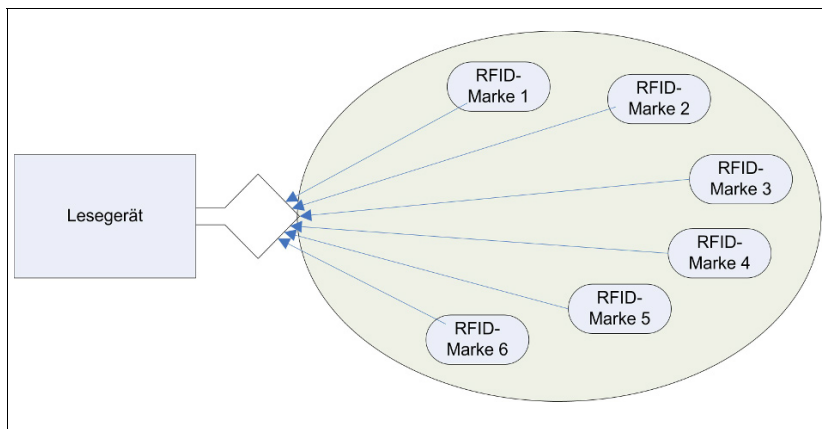 RFID-
Marke 1
RFID-
Marke 2
RFID-
Marke 3
Lesegerät
RFID-
Marke 4
RFID-
Marke 5
RFID-
Marke 6